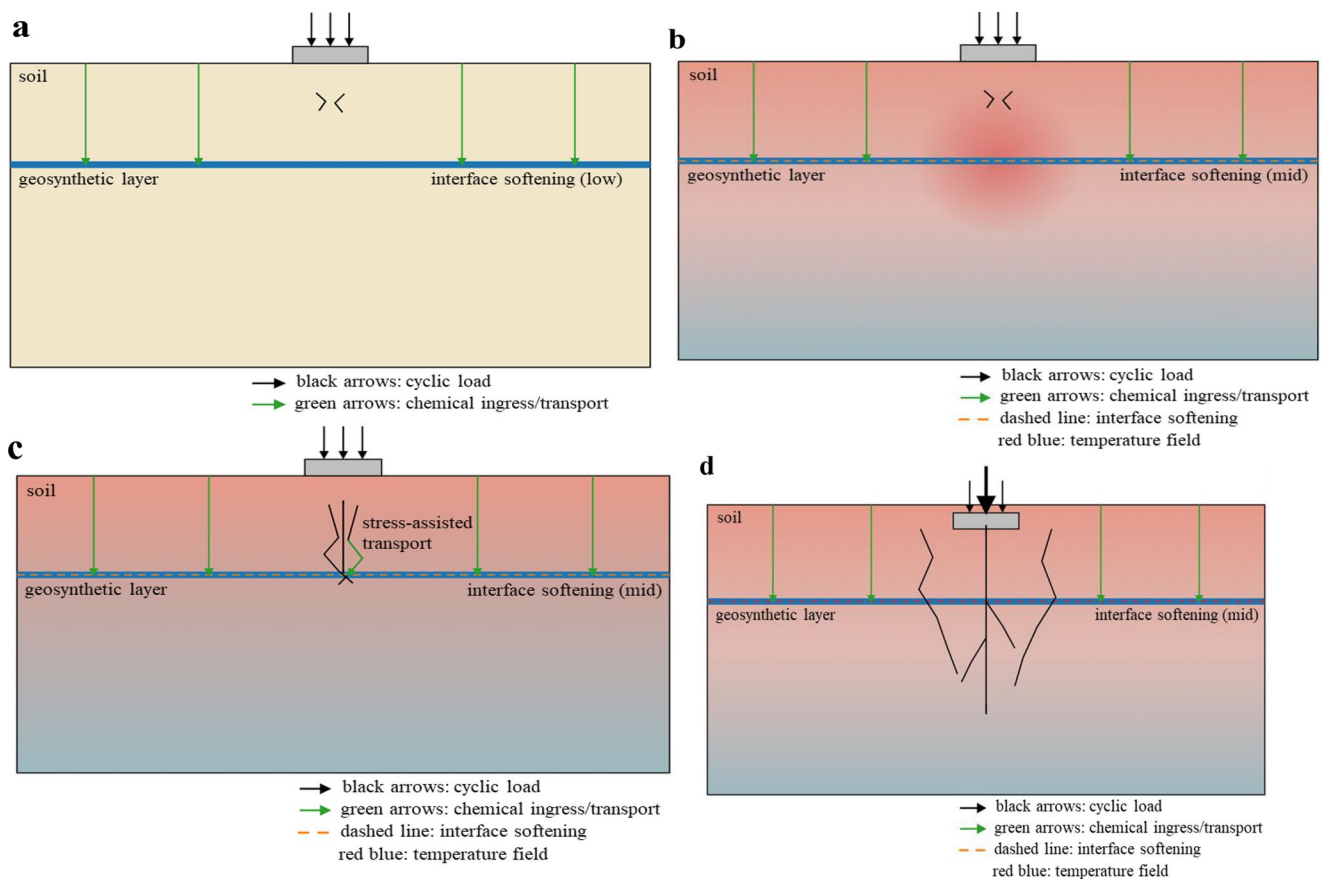 a
soil
geosynthetic layer
interface softening (low)
black arrows: cyclic load
green arrows: chemical ingress/transport
b
soil
geosynthetic layer
interface softening (mid)
black arrows: cyclic load
green arrows: chemical ingress/transport
dashed line: interface softening
red blue: temperature field
c
soil
stress-assisted
transport
geosynthetic layer
interface softening (mid)
black arrows: cyclic load
green arrows: chemical ingress/transport
dashed line: interface softening
red blue: temperature field
d
soil
geosynthetic layer
interface softening (mid)
black arrows: cyclic load
green arrows: chemical ingress/transport
dashed line: interface softening
red blue: temperature field